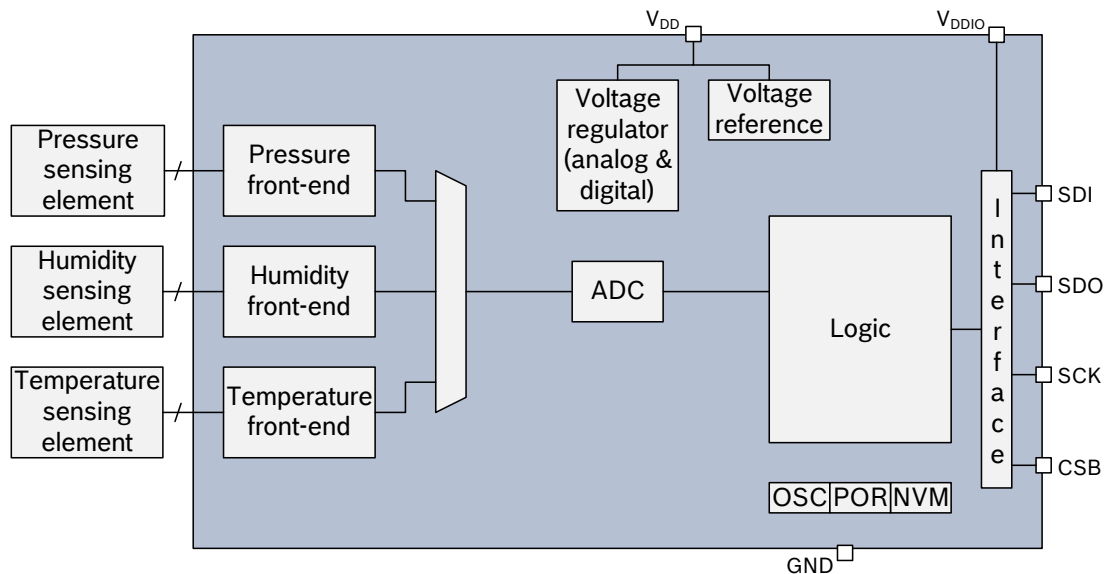 VDD
VDDIO
Voltage
regulator
(analog &
digital)
Voltage
reference
Pressure
sensing
element
Pressure
front-end
Humidity
sensing
element
Humidity
front-end
Temperature
sensing
element
Temperature
front-end
ADC
Logic
Interface
SDI
SDO
SCK
CSB
OSC POR NVM
GND